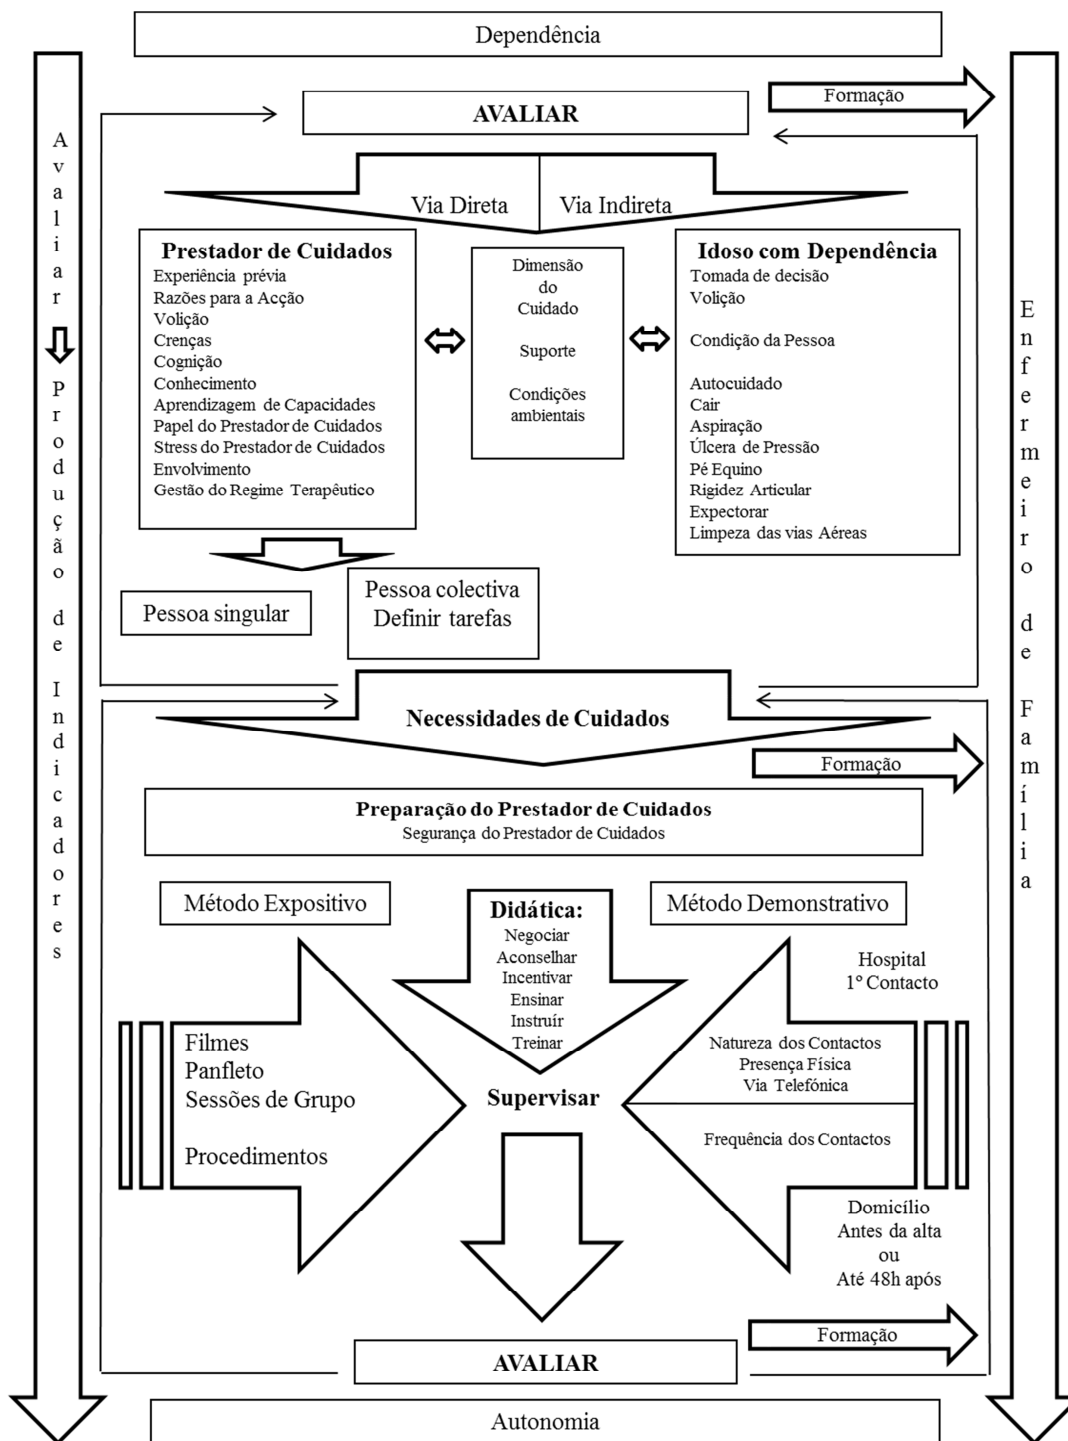 Dependência
AVALIAR
Formação
Via Direta
Via Indireta
Prestador de Cuidados
Experiência prévia
Razões para a Acção
Volição
Crenças
Cognição
Conhecimento
Aprendizagem de Capacidades
Papel do Prestador de Cuidados
Stress do Prestador de Cuidados
Envolvimento
Gestão do Regime Terapêutico
Dimensão
do
Cuidado
Suporte
Condições
ambientais
Idoso com Dependência
Tomada de decisão
Volição
Condição da Pessoa
Autocuidado
Cair
Aspiração
Úlcera de Pressão
Pé Equino
Rigidez Articular
Expectorar
Limpeza das vias Aéreas
Pessoa singular
Pessoa colectiva
Definir tarefas
Necessidades de Cuidados
Formação
Preparação do Prestador de Cuidados
Segurança do Prestador de Cuidados
Método Expositivo
Didática:
Negociar
Aconselhar
Incentivar
Ensinar
Instruír
Treinar
Método Demonstrativo
Hospital
1º Contacto
Filmes
Panfleto
Sessões de Grupo
Procedimentos
Supervisar
Natureza dos Contactos
Presença Física
Via Telefónica
Frequência dos Contactos
Domicílio
Antes da alta
ou
Até 48h após
Formação
AVALIAR
Autonomia
Avaliar
Produção de Indicadores
Enfermeiro de Família